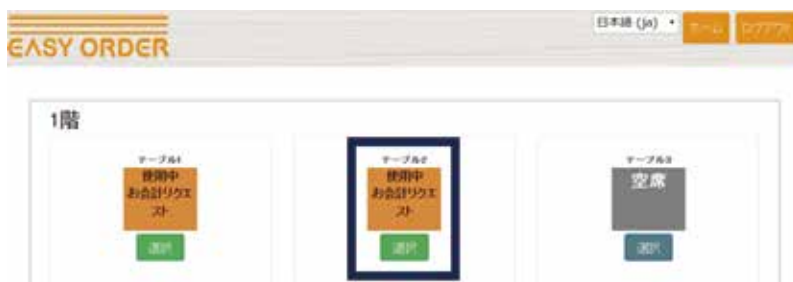 EASY ORDER
日本語 (ja)
ホーム
ログアウト
1階
テーブル1
使用中
お会計リクエ
スト
選択
テーブル2
使用中
お会計リクエ
スト
選択
テーブル3
空席
選択